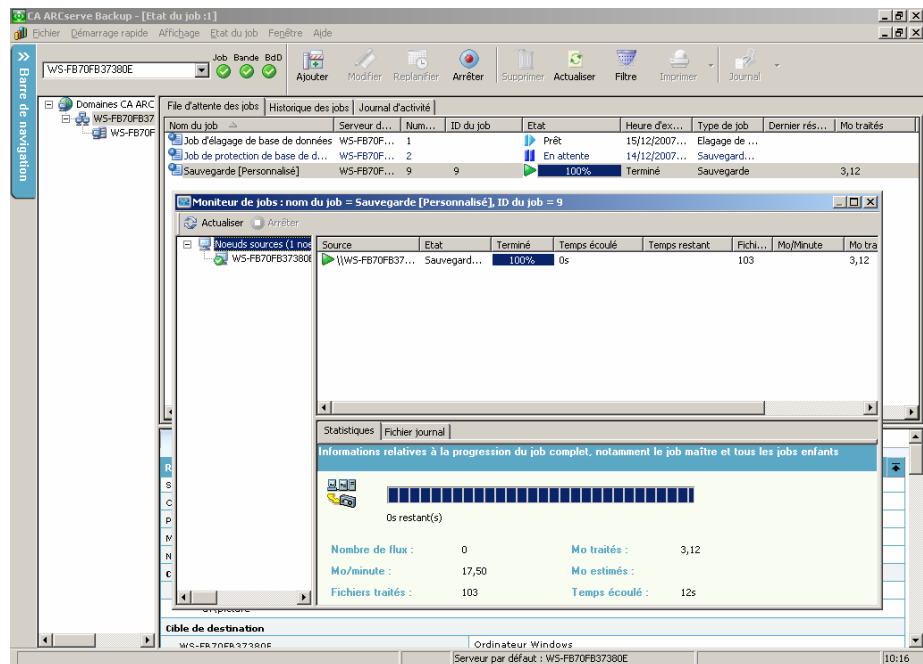 CA ARCserve Backup - [Etat du job :1]
Fichier Démarrage rapide Affichage Etat du job Fenêtre Aide
Barre de navigation
WS-FB70FB37380E
Job Bande BdD
Ajouter Modifier Replanifier Arrêter Supprimer Actualiser Filtre Imprimer Journal
Domaines CA ARC
WS-FB70FB37
WS-FB70F
File d'attente des jobs Historique des jobs Journal d'activité
Nom du job Serveur d... Num... ID du job Etat Heure d'ex... Type de job Dernier rés... Mo traités
Job d'élagage de base de données WS-FB70F... 1 Prêt 15/12/2007... Elagage de ...
Job de protection de base de d... WS-FB70F... 2 En attente 14/12/2007... Sauvegard...
Sauvegarde [Personnalisé] WS-FB70F... 9 9 100% Terminé Sauvegarde 3,12
Moniteur de jobs : nom du job = Sauvegarde [Personnalisé], ID du job = 9
Actualiser Arrêter
Noeuds sources (1 noe
WS-FB70FB37380E
Source Etat Terminé Temps écoulé Temps restant Fichi... Mo/Minute Mo tra
\\WS-FB70FB37... Sauvegard... 100% 0s 103 3,12
Statistiques Fichier journal
Informations relatives à la progression du job complet, notamment le job maître et tous les jobs enfants
0s restant(s)
Nombre de flux : 0 Mo traités : 3,12
Mo/minute : 17,50 Mo estimés :
Fichiers traités : 103 Temps écoulé : 12s
Cible de destination
WS-FB70FB37380E Ordinateur Windows
Serveur par défaut : WS-FB70FB37380E
10:16